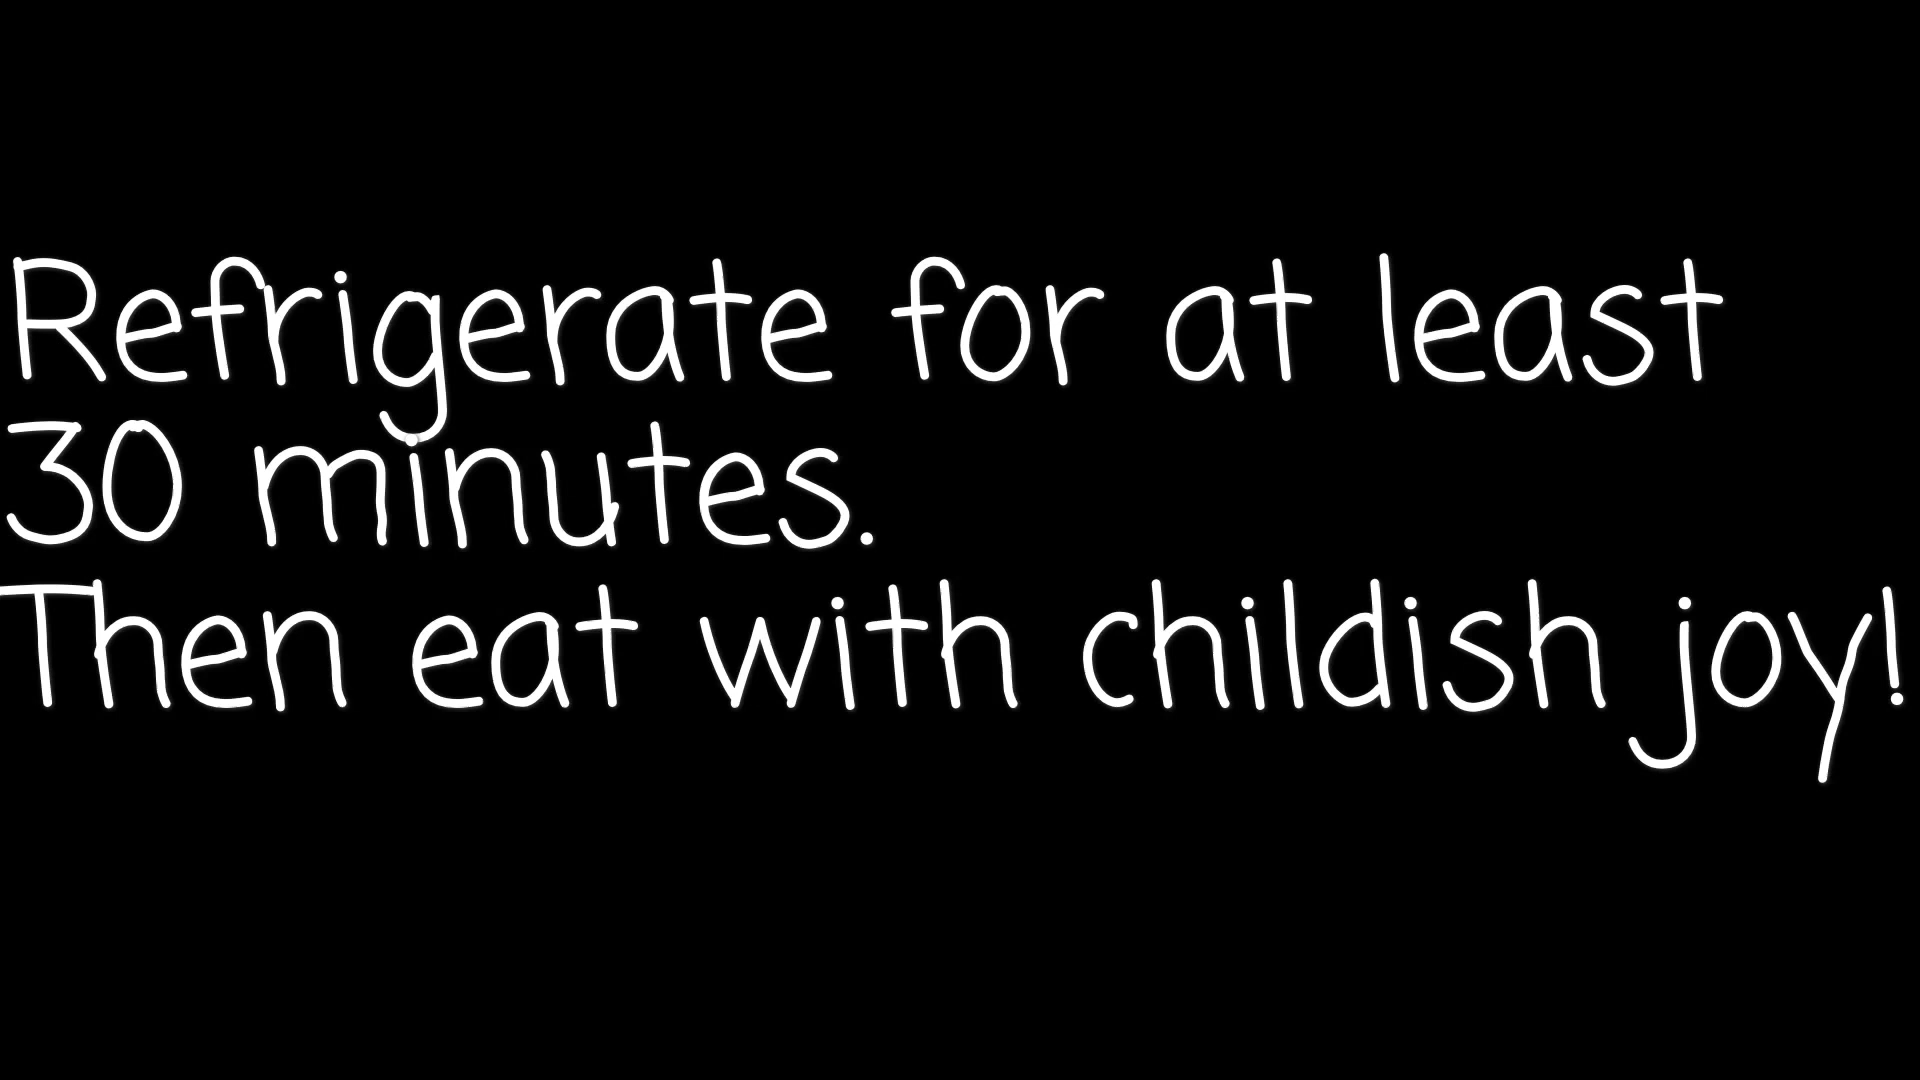 Refrigerate for at least
30 minutes.
Then eat with childish joy!